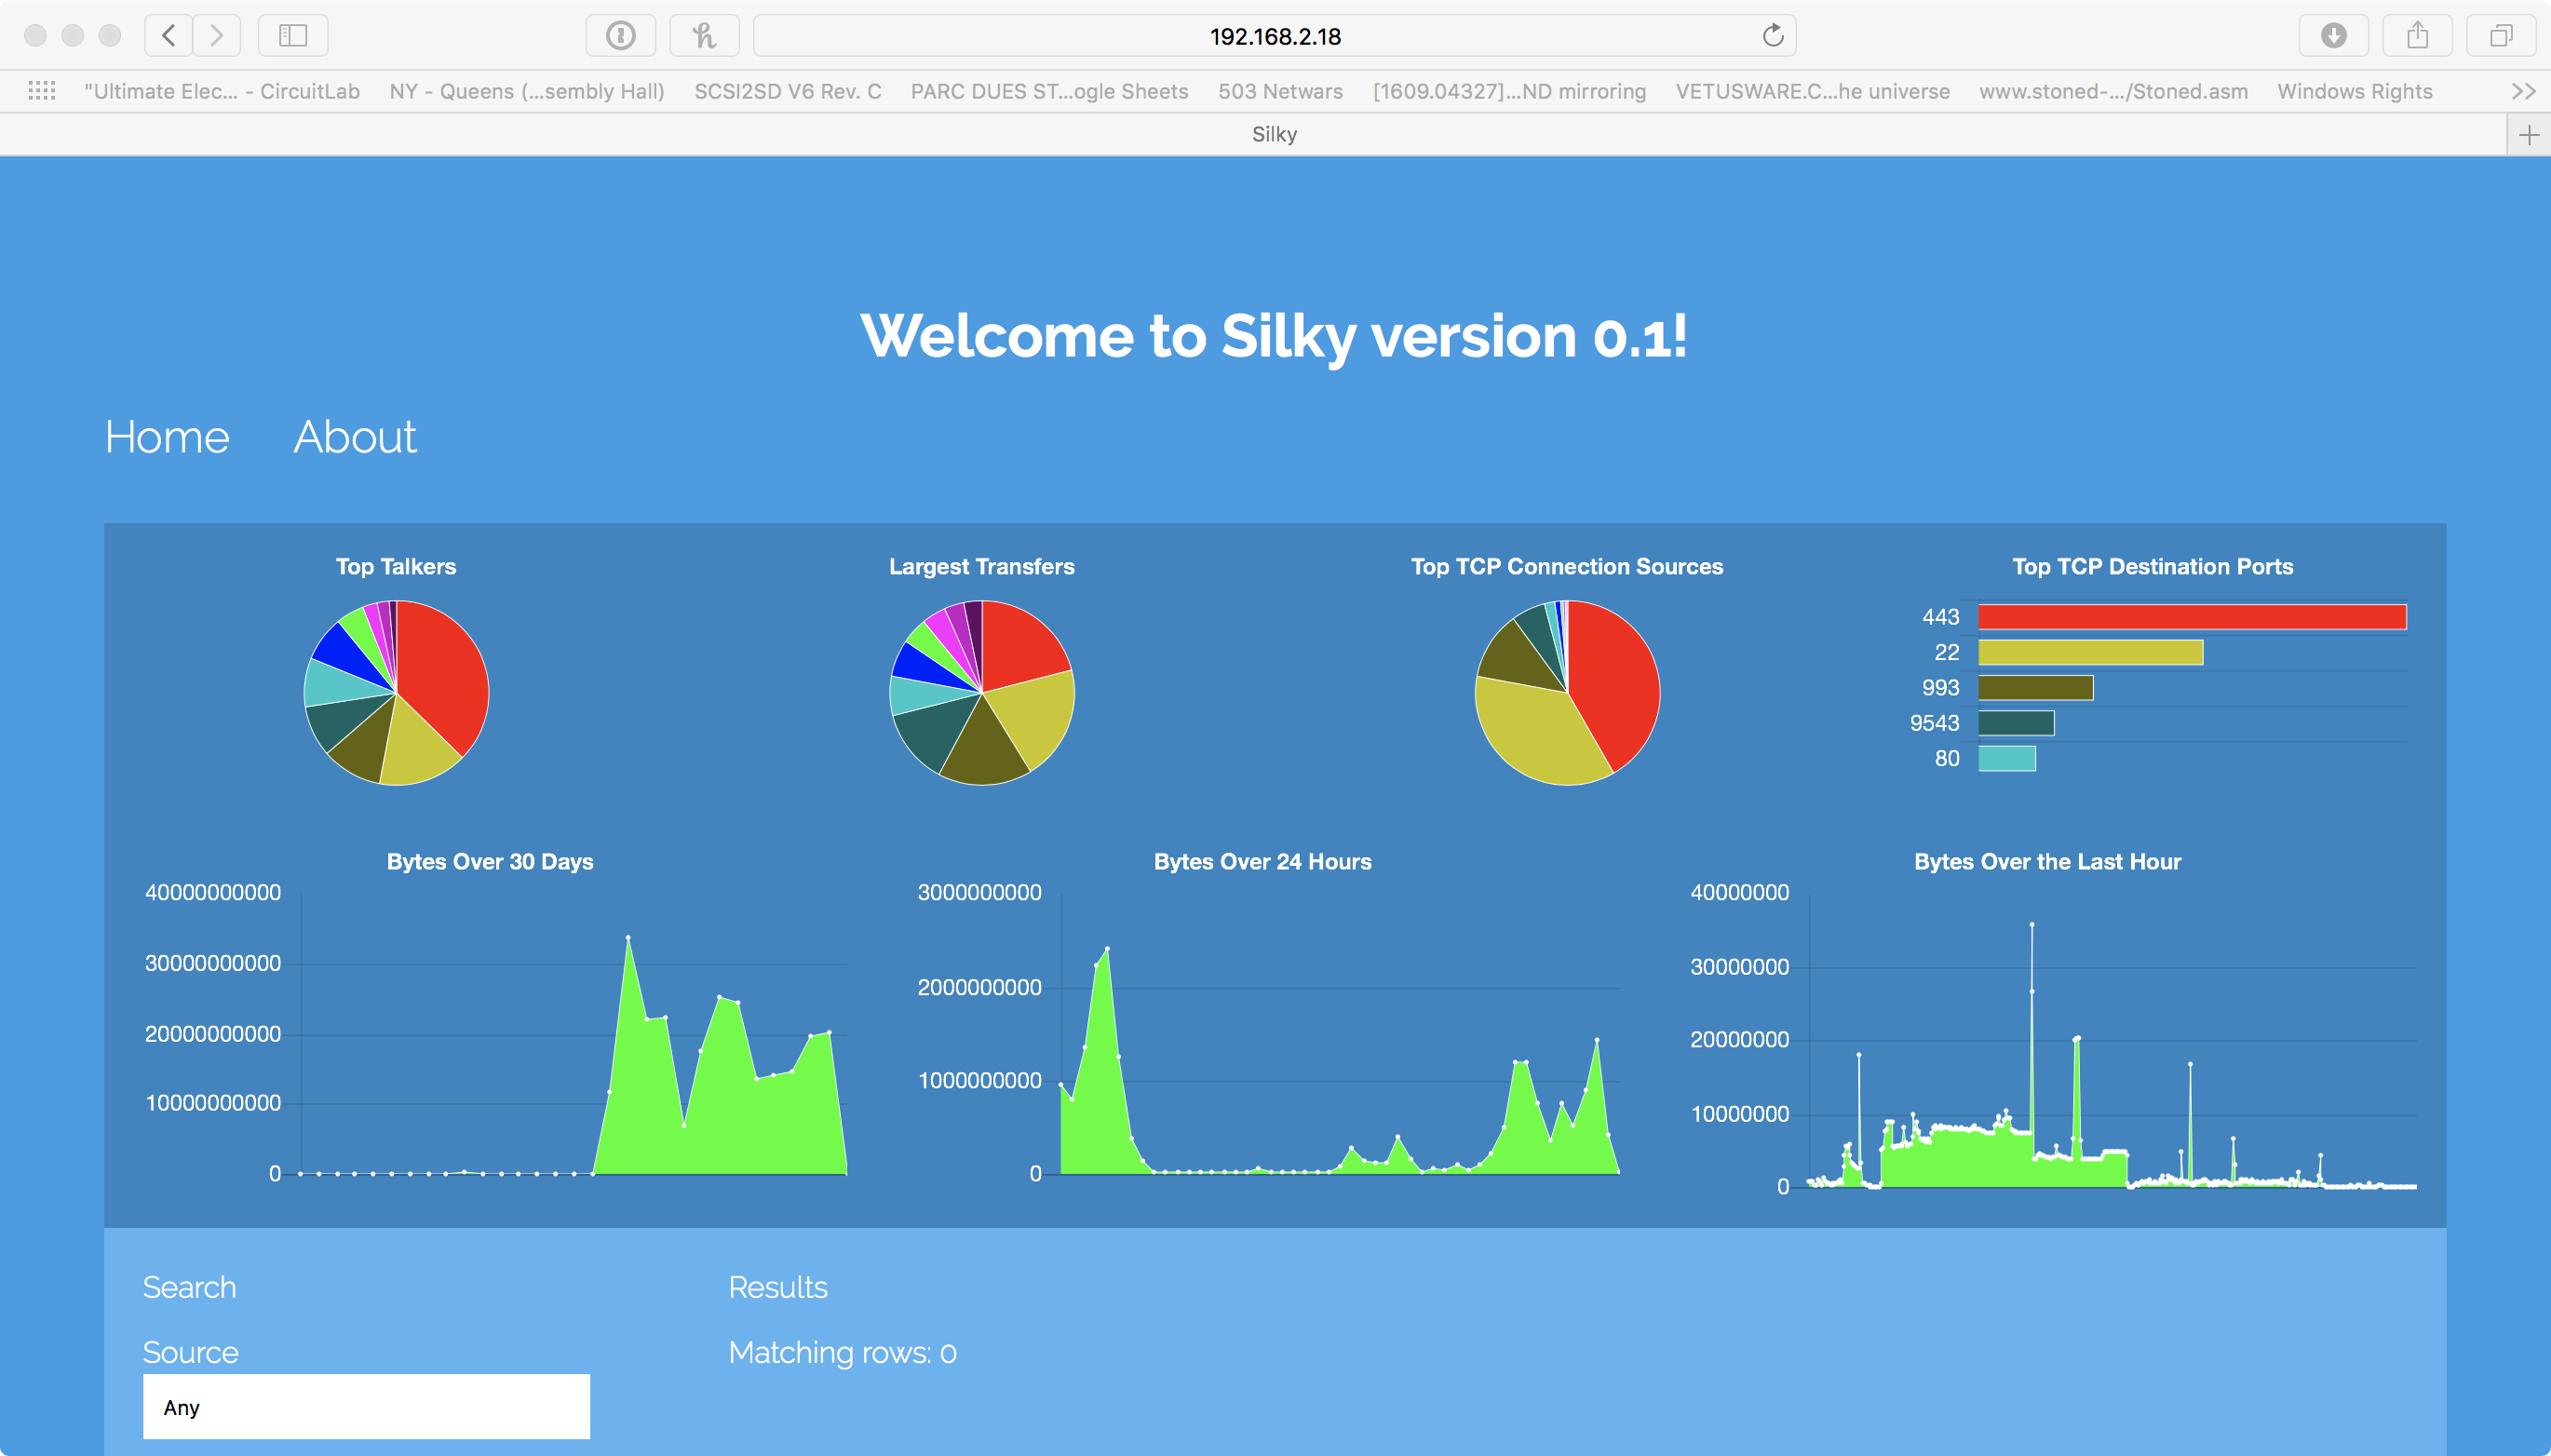 192.168.2.18
"Ultimate Elec... - CircuitLab NY - Queens (...sembly Hall) SCSI2SD V6 Rev. C PARC DUES ST...ogle Sheets 503 Netwars [1609.04327]...ND mirroring VETUSWARE.C...he universe www.stoned-.../Stoned.asm Windows Rights
Silky
Welcome to Silky version 0.1!
Home About
Top Talkers
Largest Transfers
Top TCP Connection Sources
Top TCP Destination Ports
443
22
993
9543
80
Bytes Over 30 Days
40000000000
30000000000
20000000000
10000000000
0
Bytes Over 24 Hours
3000000000
2000000000
1000000000
0
Bytes Over the Last Hour
40000000
30000000
20000000
10000000
0
Search
Source
Any
Results
Matching rows: 0